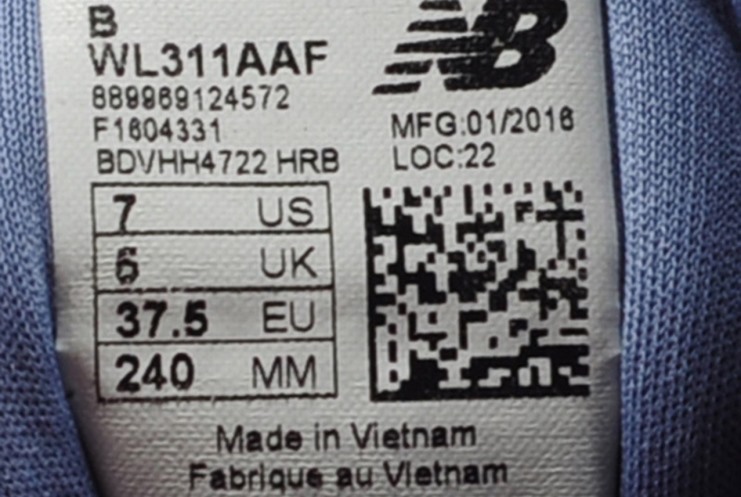 B
WL311AAF
NB
889969124572
F1604331
MFG:01/2016
BDVHH4722 HRB
LOC:22
7 US
6 UK
37.5 EU
240 MM
Made in Vietnam
Fabrique au Vietnam